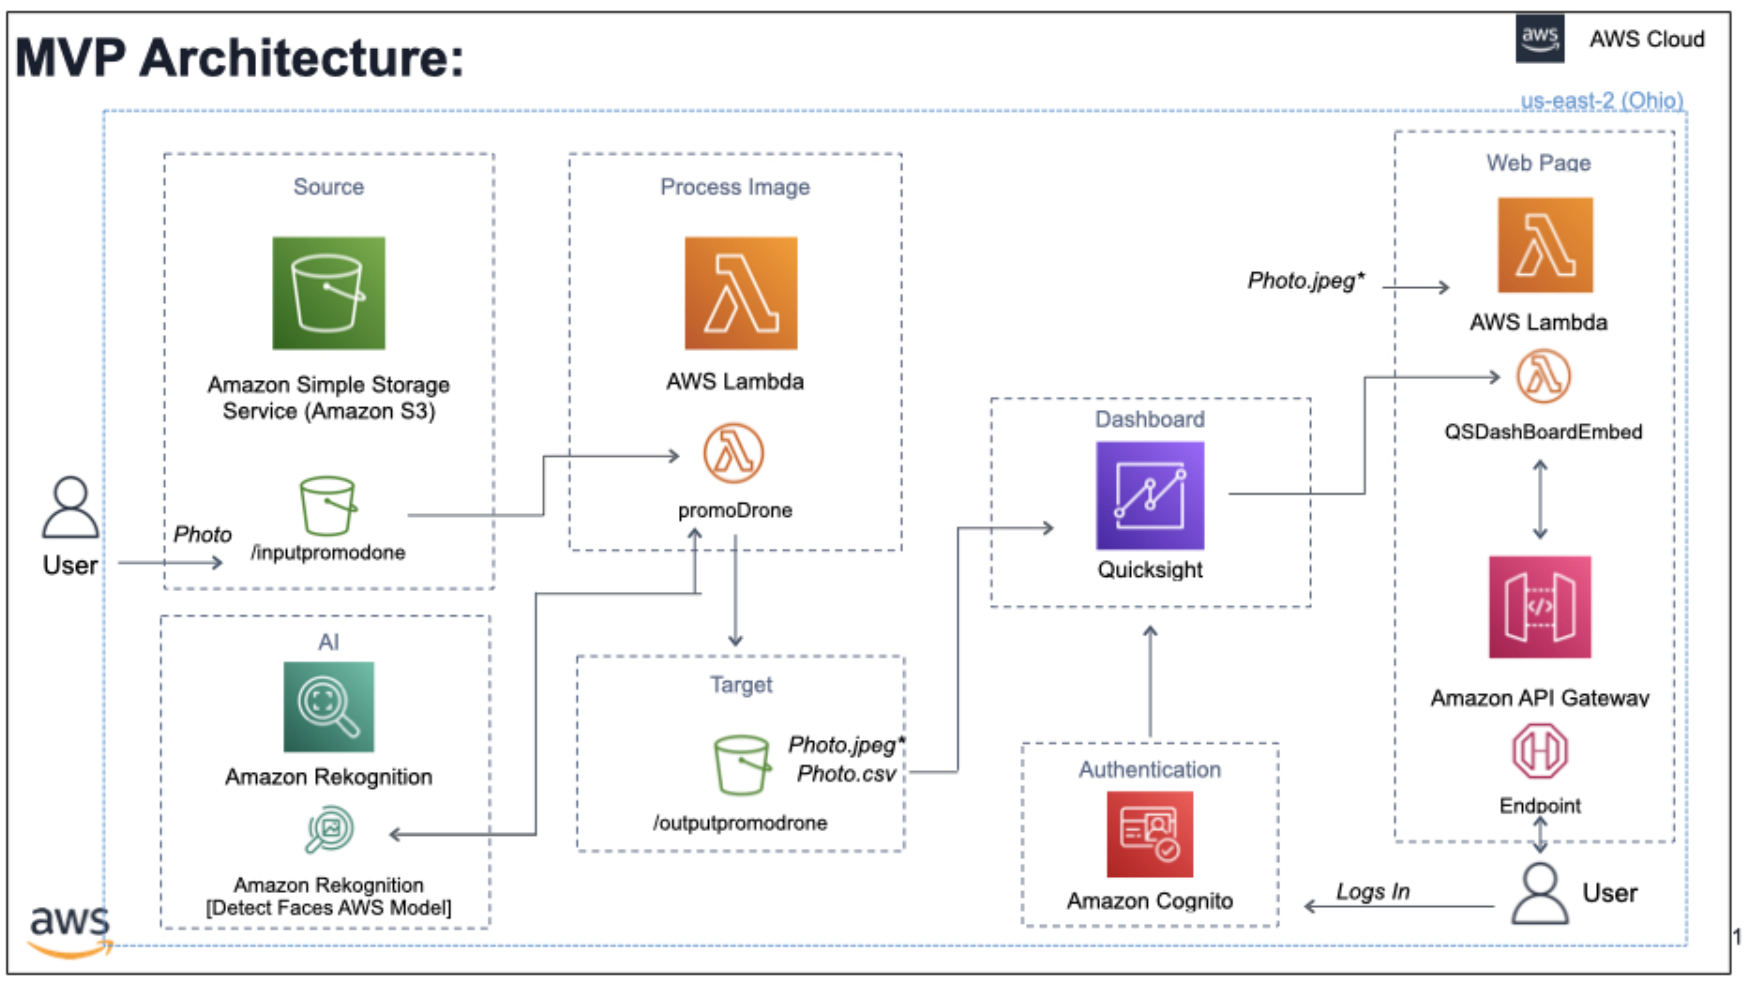 MVP Architecture:
aws
AWS Cloud
us-east-2 (Ohio)
Source
Amazon Simple Storage
Service (Amazon S3)
/inputpromodone
User
Photo
Process Image
AWS Lambda
promoDrone
AI
Amazon Rekognition
Amazon Rekognition
[Detect Faces AWS Model]
Target
Photo.jpeg*
Photo.csv
/outputpromodrone
Dashboard
Quicksight
Authentication
Amazon Cognito
Logs In
Web Page
Photo.jpeg*
AWS Lambda
QSDashBoardEmbed
Amazon API Gateway
Endpoint
User
aws
1